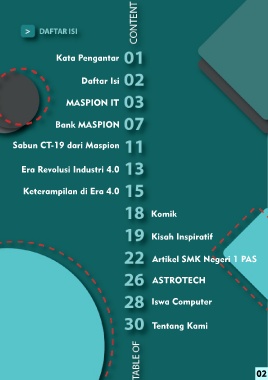 CONTENT
> DAFTAR ISI
Kata Pengantar 01
Daftar Isi 02
MASPION IT 03
Bank MASPION 07
Sabun CT-19 dari Maspion 11
Era Revolusi Industri 4.0 13
Keterampilan di Era 4.0 15
18 Komik
19 Kisah Inspiratif
22 Artikel SMK Negeri 1 PAS
26 ASTROTECH
28 Iswa Computer
30 Tentang Kami
TABLE OF
02